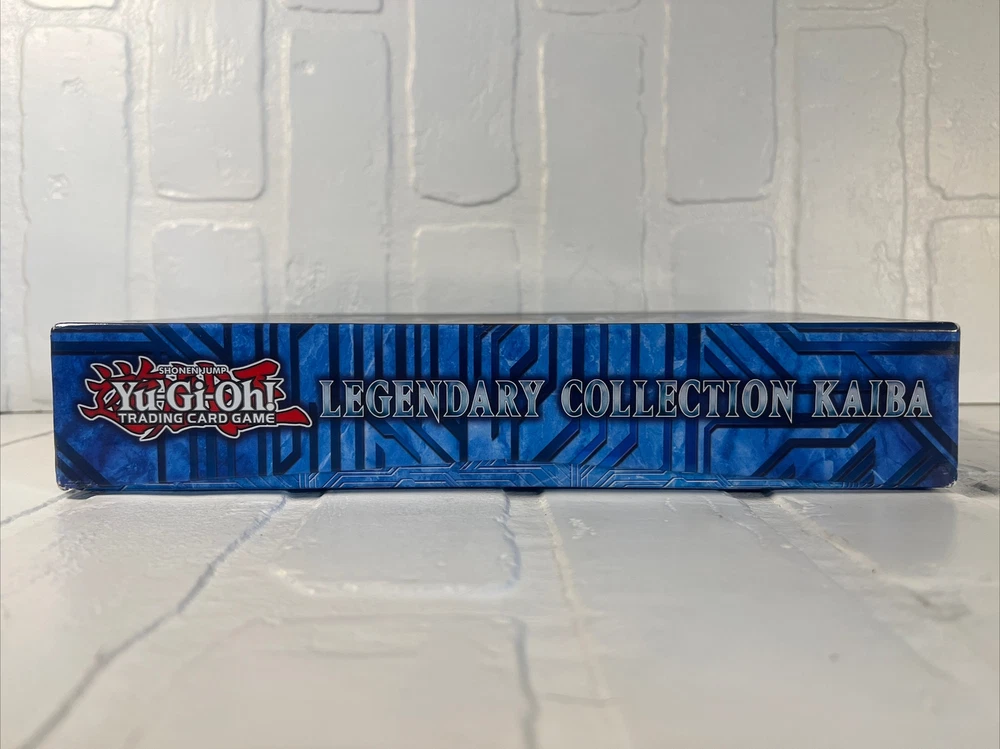 SHONEN JUMP
Yu-Gi-Oh!
TRADING CARD GAME
LEGENDARY COLLECTION KAIBA